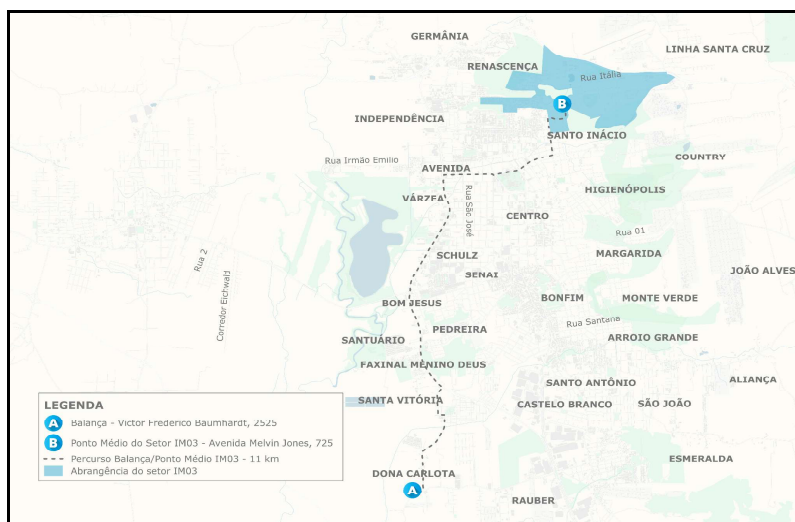 GERMÂNIA
LINHA SANTA CRUZ
RENASCENÇA
Rua Itália
B
INDEPENDÊNCIA
SANTO INÁCIO
Rua Irmão Emílio
COUNTRY
AVENIDA
HIGIENÓPOLIS
VÁRZEA
Rua São José
CENTRO
Rua 01
Rua 2
SCHULZ
MARGARIDA
SENAI
JOÃO ALVES
Corredor Eichwald
BOM JESUS
BONFIM
MONTE VERDE
Rua Santana
PEDREIRA
SANTUÁRIO
ARROIO GRANDE
FAXINAL MENINO DEUS
SANTO ANTÔNIO
ALIANÇA
SANTA VITÓRIA
CASTELO BRANCO
SÃO JOÃO
LEGENDA
A Balança - Victor Frederico Baumhardt, 2525
B Ponto Médio do Setor IM03 - Avenida Melvin Jones, 725
Percurso Balança/Ponto Médio IM03 - 11 km
Abrangência do setor IM03
ESMERALDA
DONA CARLOTA
A
RAUBER